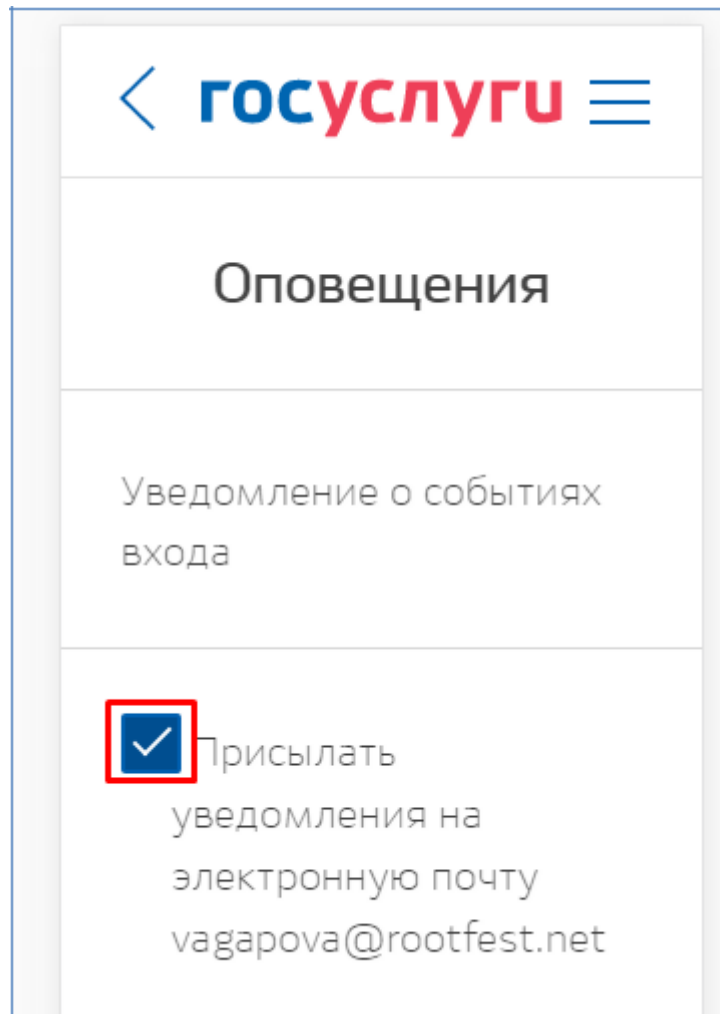 госуслуги
Оповещения
Уведомление о событиях
входа
Присылать
уведомления на
электронную почту
vagapova@rootfest.net